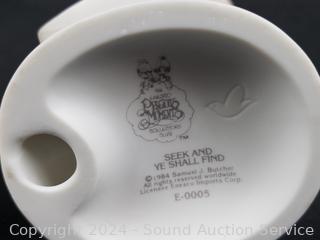 THE
ENESCO
PRECIOUS
MOMENTS
COLLECTORS'
CLUB
TM
SEEK AND
YE SHALL FIND
© 1984 Samuel J. Butcher
All rights reserved worldwide
Licensee Enesco Imports Corp.
E-0005
Copyright 2024 - Sound Auction Service